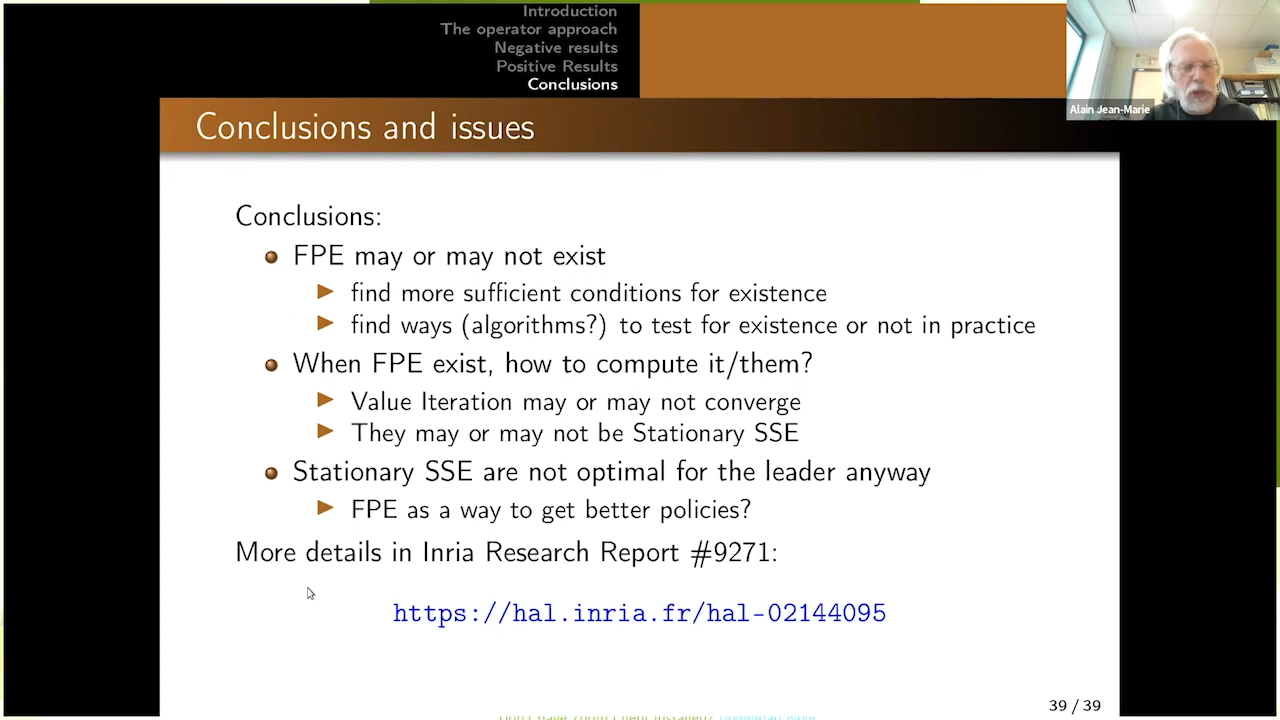 Introduction
The operator approach
Negative results
Positive Results
Conclusions
Alain Jean-Marie
Conclusions and issues
Conclusions:
FPE may or may not exist
find more sufficient conditions for existence
find ways (algorithms?) to test for existence or not in practice
When FPE exist, how to compute it/them?
Value Iteration may or may not converge
They may or may not be Stationary SSE
Stationary SSE are not optimal for the leader anyway
FPE as a way to get better policies?
More details in Inria Research Report #9271:
https://hal.inria.fr/hal-02144095
39 / 39